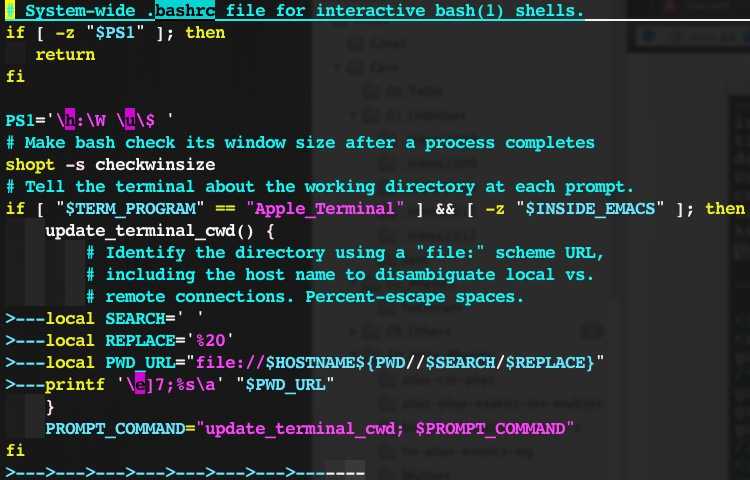 # System-wide .bashrc file for interactive bash(1) shells.
if [ -z "$PS1" ]; then
   return
fi

PS1='\h:\W \u\$ '
# Make bash check its window size after a process completes
shopt -s checkwinsize
# Tell the terminal about the working directory at each prompt.
if [ "$TERM_PROGRAM" == "Apple_Terminal" ] && [ -z "$INSIDE_EMACS" ]; then
    update_terminal_cwd() {
        # Identify the directory using a "file:" scheme URL,
        # including the host name to disambiguate local vs.
        # remote connections. Percent-escape spaces.
>---local SEARCH=' '
>---local REPLACE='%20'
>---local PWD_URL="file://$HOSTNAME${PWD//$SEARCH/$REPLACE}"
>---printf '\e]7;%s\a' "$PWD_URL"
    }
    PROMPT_COMMAND="update_terminal_cwd; $PROMPT_COMMAND"
fi
>--->--->--->--->--->--->--->--------